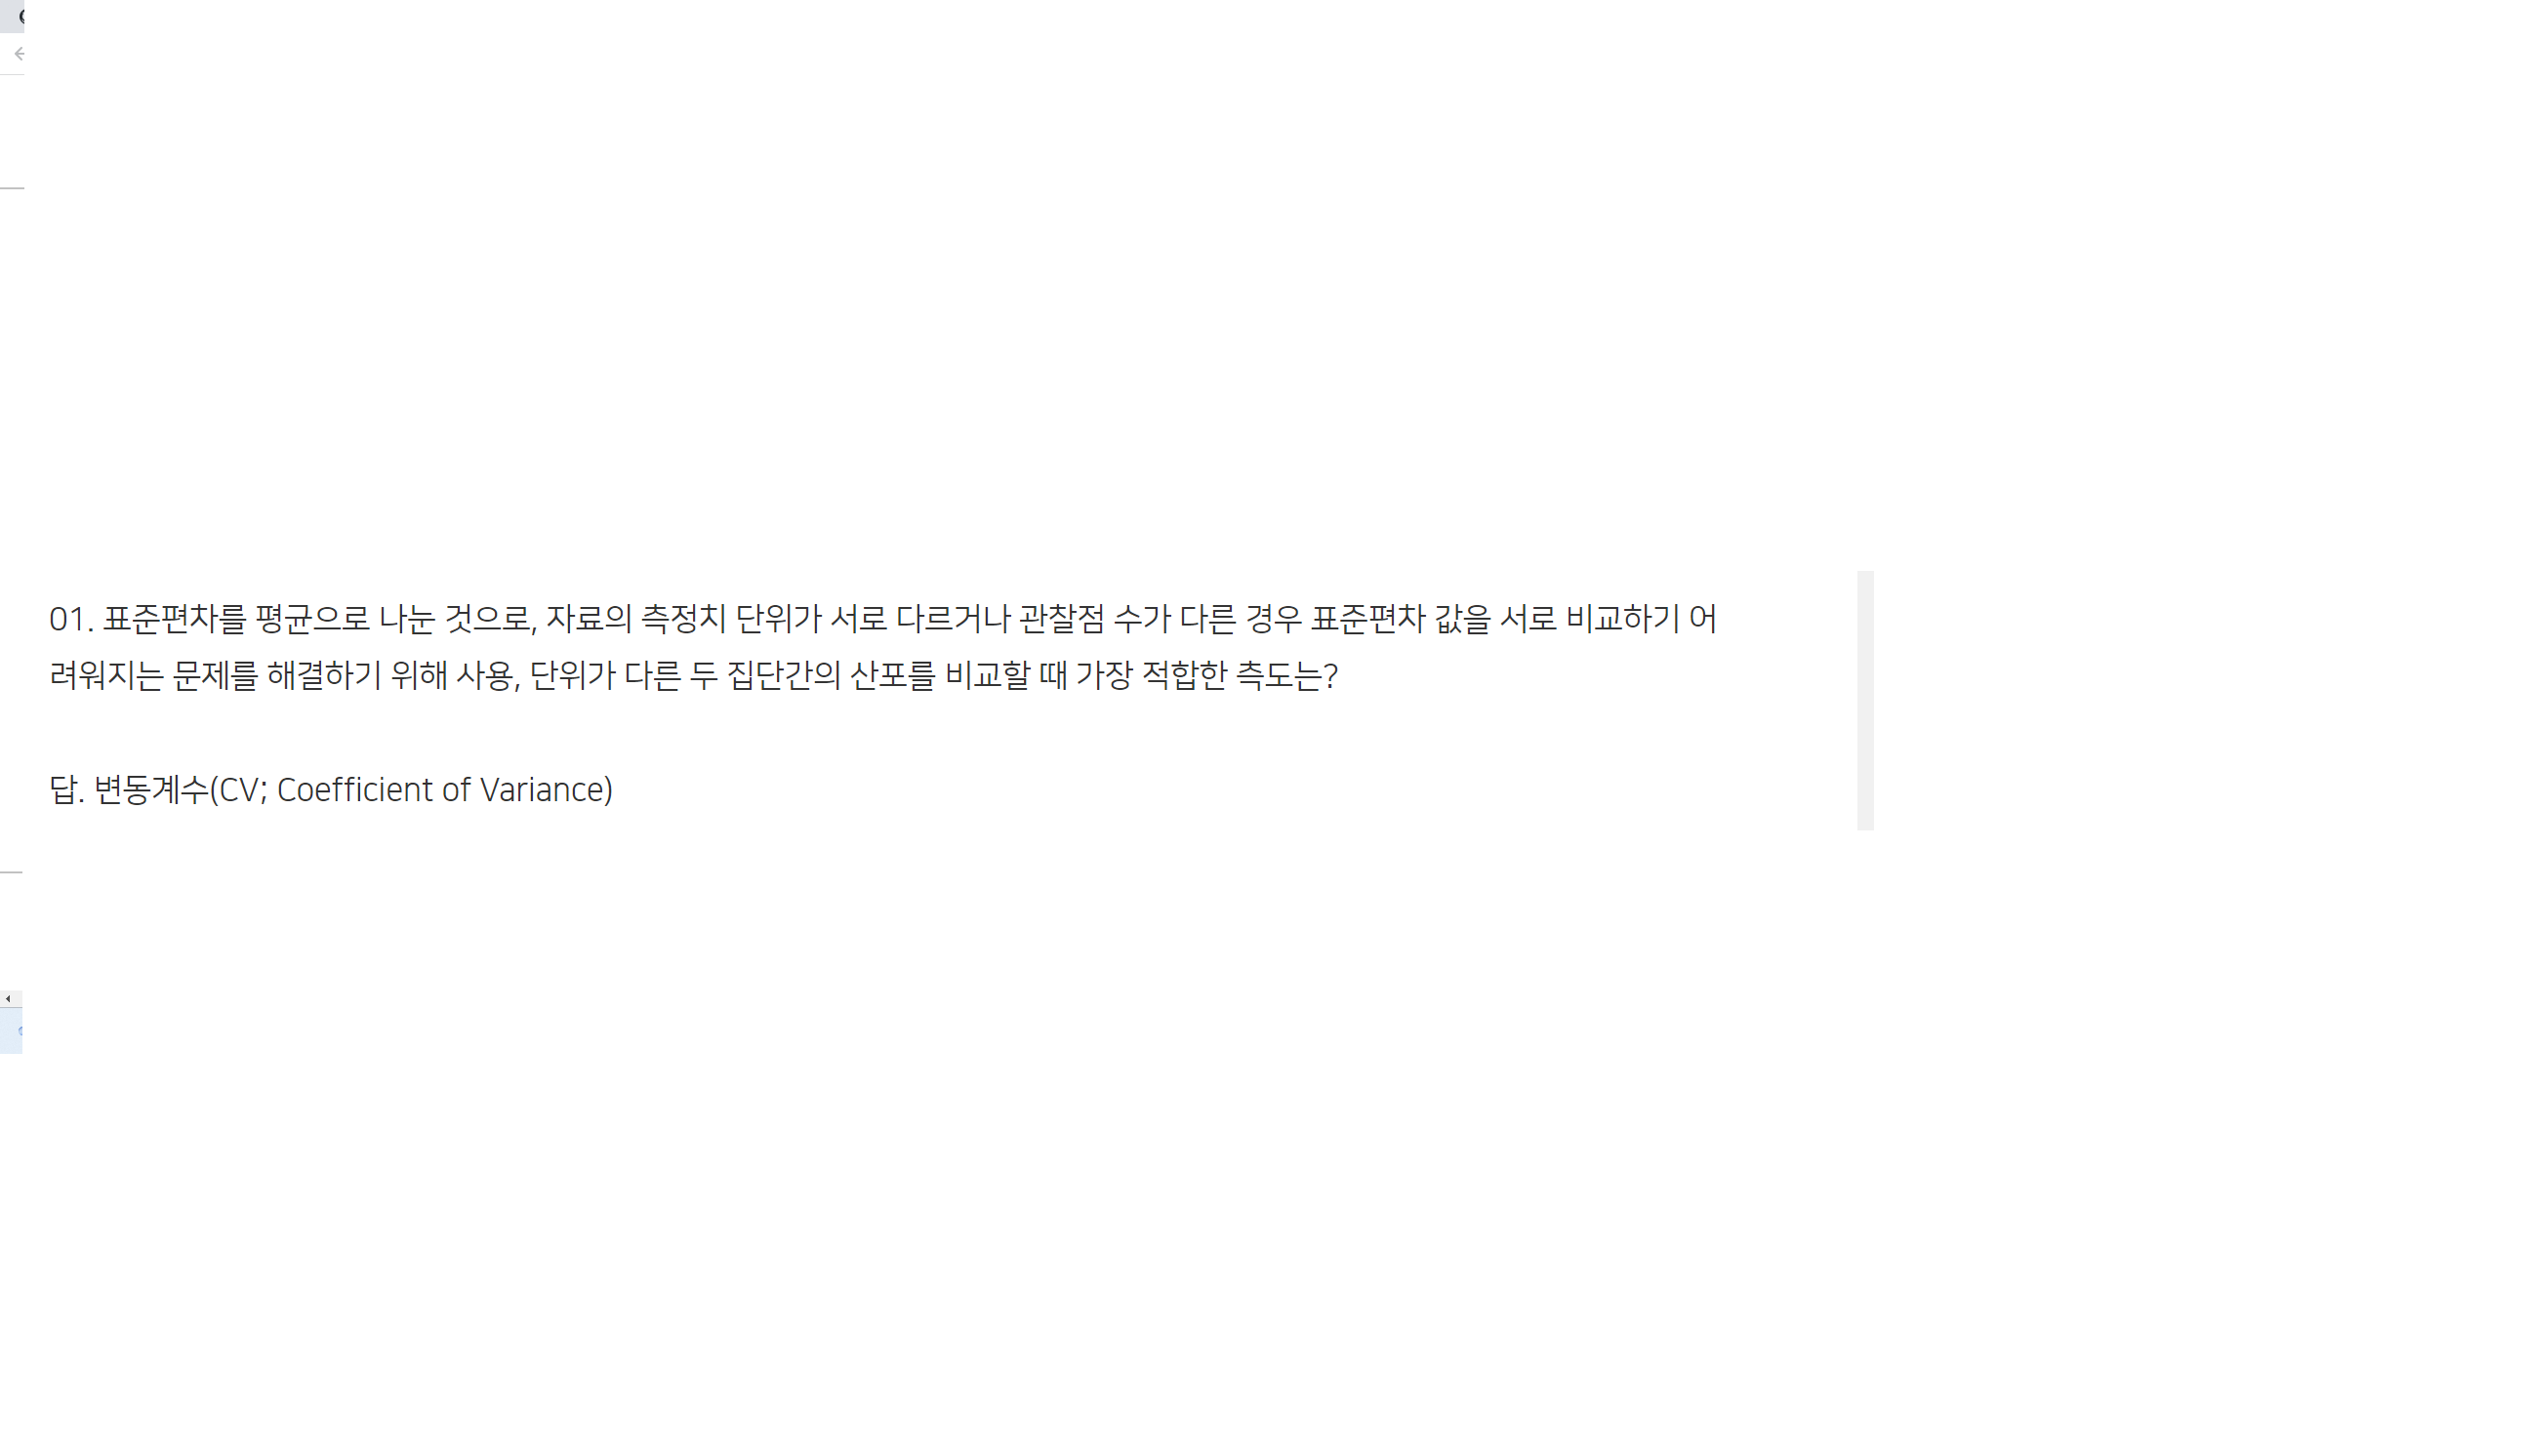 01. 표준편차를 평균으로 나눈 것으로, 자료의 측정치 단위가 서로 다르거나 관찰점 수가 다른 경우 표준편차 값을 서로 비교하기 어
려워지는 문제를 해결하기 위해 사용, 단위가 다른 두 집단간의 산포를 비교할 때 가장 적합한 측도는?
답. 변동계수(CV; Coefficient of Variance)